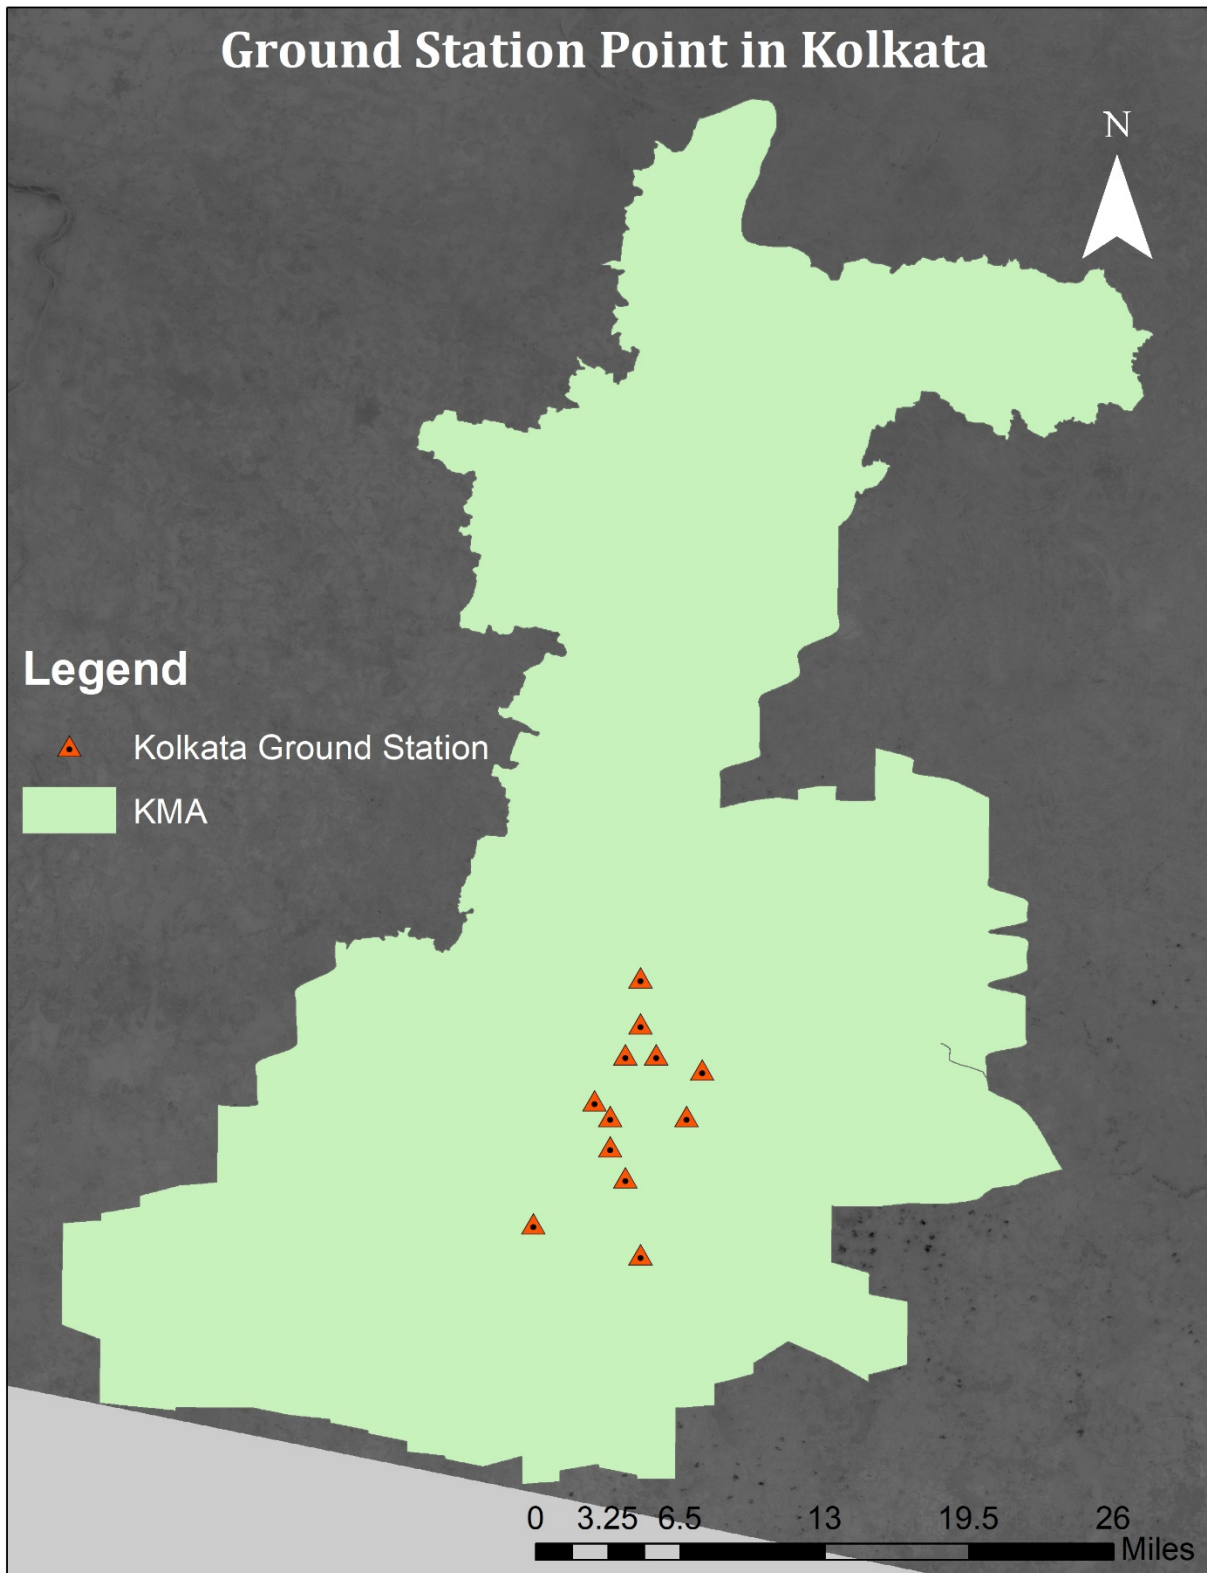 Ground Station Point in Kolkata
N
Legend
Kolkata Ground Station
KMA
0 3.25 6.5 13 19.5 26
Miles